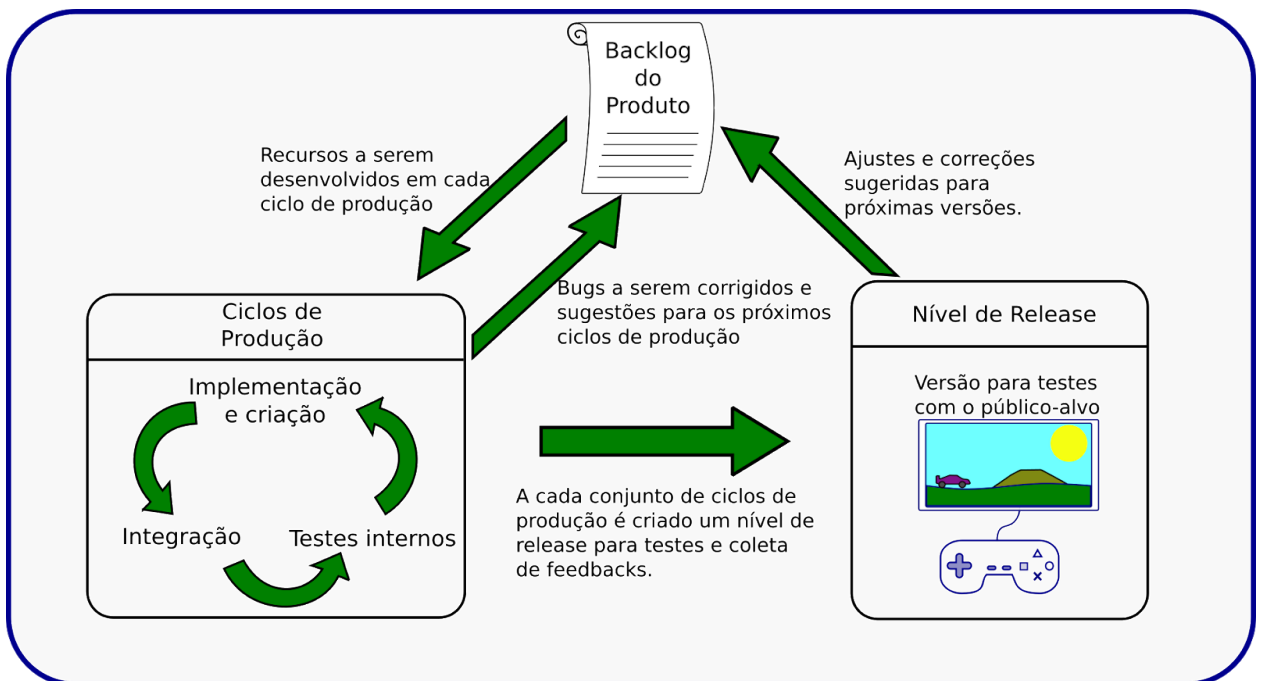 Backlog
do
Produto
Recursos a serem
desenvolvidos em cada
ciclo de produção
Ajustes e correções
sugeridas para
próximas versões.
Bugs a serem corrigidos e
sugestões para os próximos
ciclos de produção
Ciclos de
Produção
Implementação
e criação
Integração
Testes internos
A cada conjunto de ciclos de
produção é criado um nível de
release para testes e coleta
de feedbacks.
Nível de Release
Versão para testes
com o público-alvo